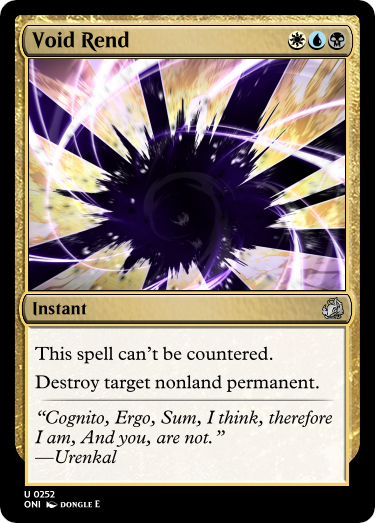 Void Rend
Instant
This spell can't be countered.
Destroy target nonland permanent.
"Cognito, Ergo, Sum, I think, therefore
I am, And you, are not."
—Urenkal
U 0252
ONI DONGLE E